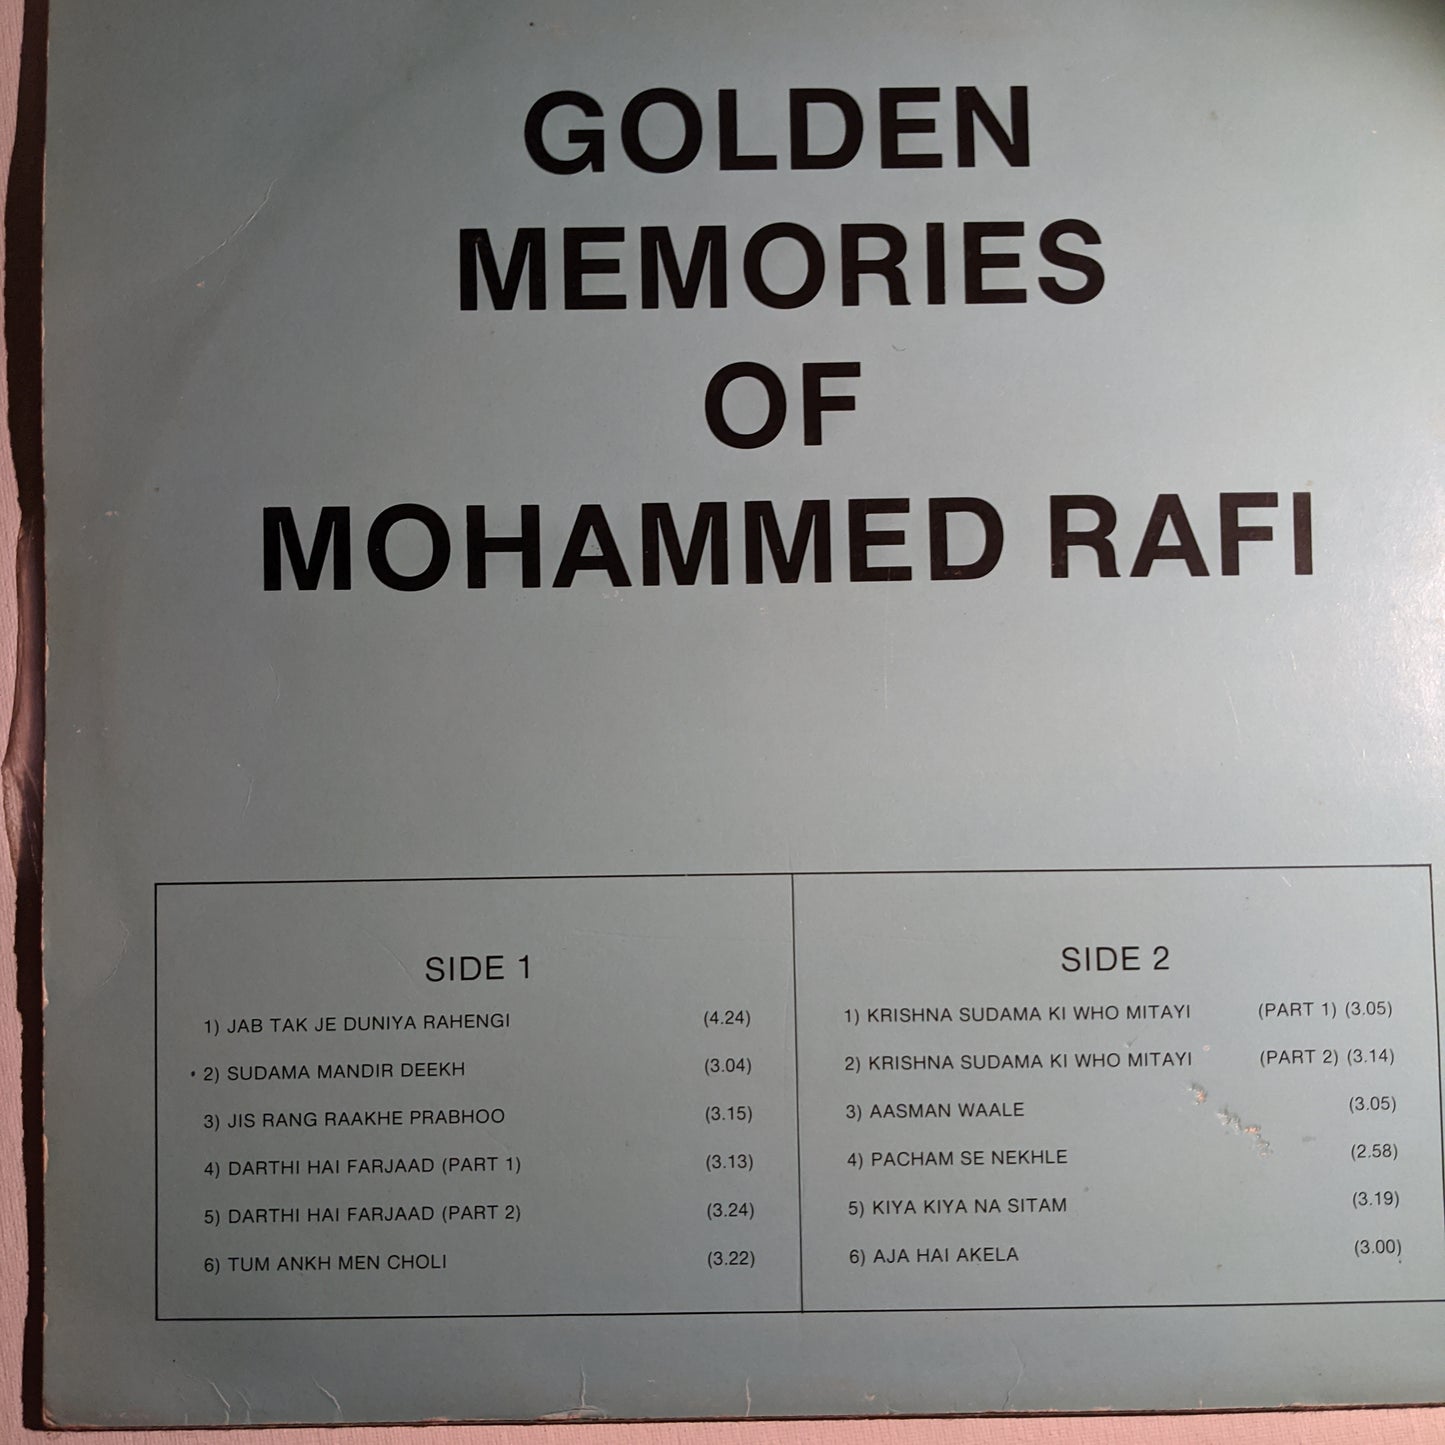 GOLDEN
MEMORIES
OF
MOHAMMED RAFI
SIDE 1
1) JAB TAK JE DUNIYA RAHENGI (4.24)
2) SUDAMA MANDIR DEEKH (3.04)
3) JIS RANG RAAKHE PRABHOO (3.15)
4) DARTHI HAI FARJAAD (PART 1) (3.13)
5) DARTHI HAI FARJAAD (PART 2) (3.24)
6) TUM ANKH MEN CHOLI (3.22)
SIDE 2
1) KRISHNA SUDAMA KI WHO MITAYI (PART 1) (3.05)
2) KRISHNA SUDAMA KI WHO MITAYI (PART 2) (3.14)
3) AASMAN WAALE (3.05)
4) PACHAM SE NEKHLE (2.58)
5) KIYA KIYA NA SITAM (3.19)
6) AJA HAI AKELA (3.00)